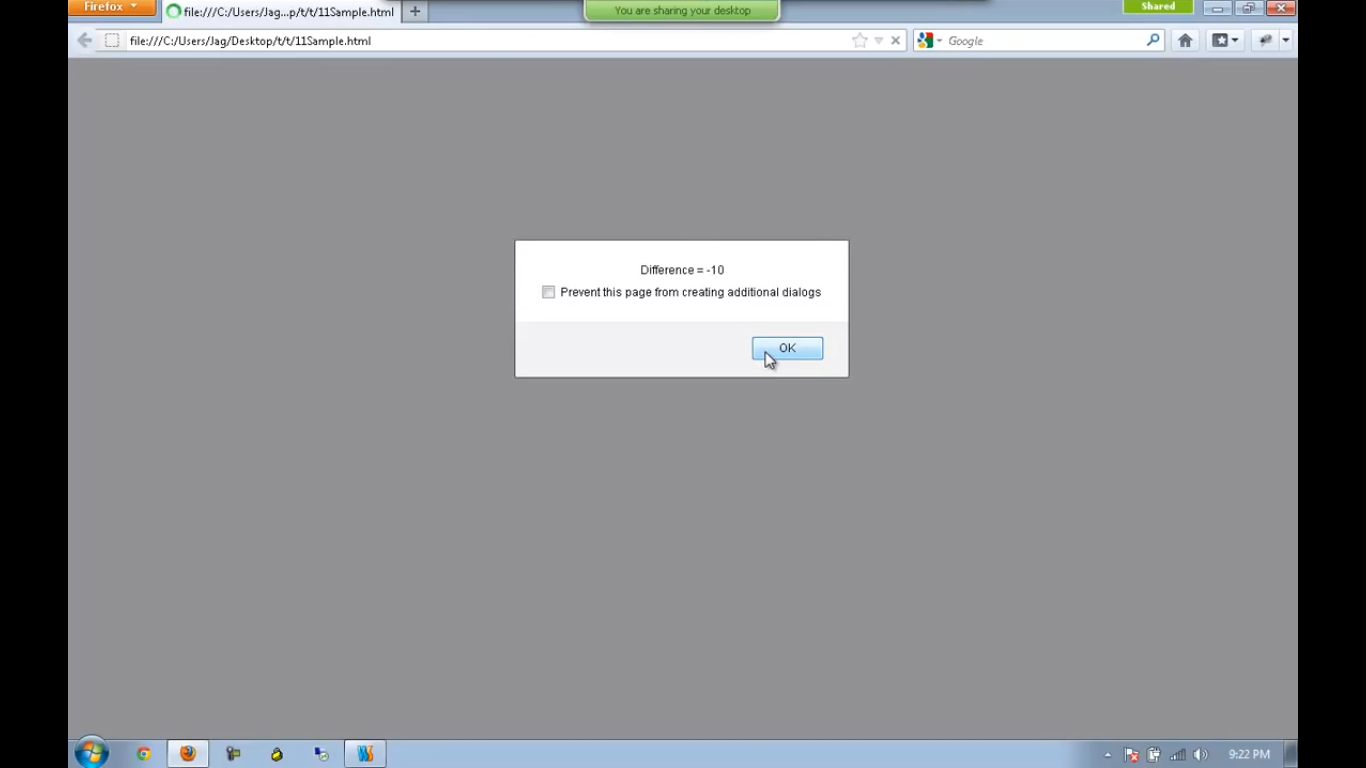 Firefox
file:///C:/Users/Jag...p/t/t/11Sample.html
You are sharing your desktop
Shared
file:///C:/Users/Jag/Desktop/t/t/11Sample.html
Google
Difference = -10
Prevent this page from creating additional dialogs
OK
9:22 PM